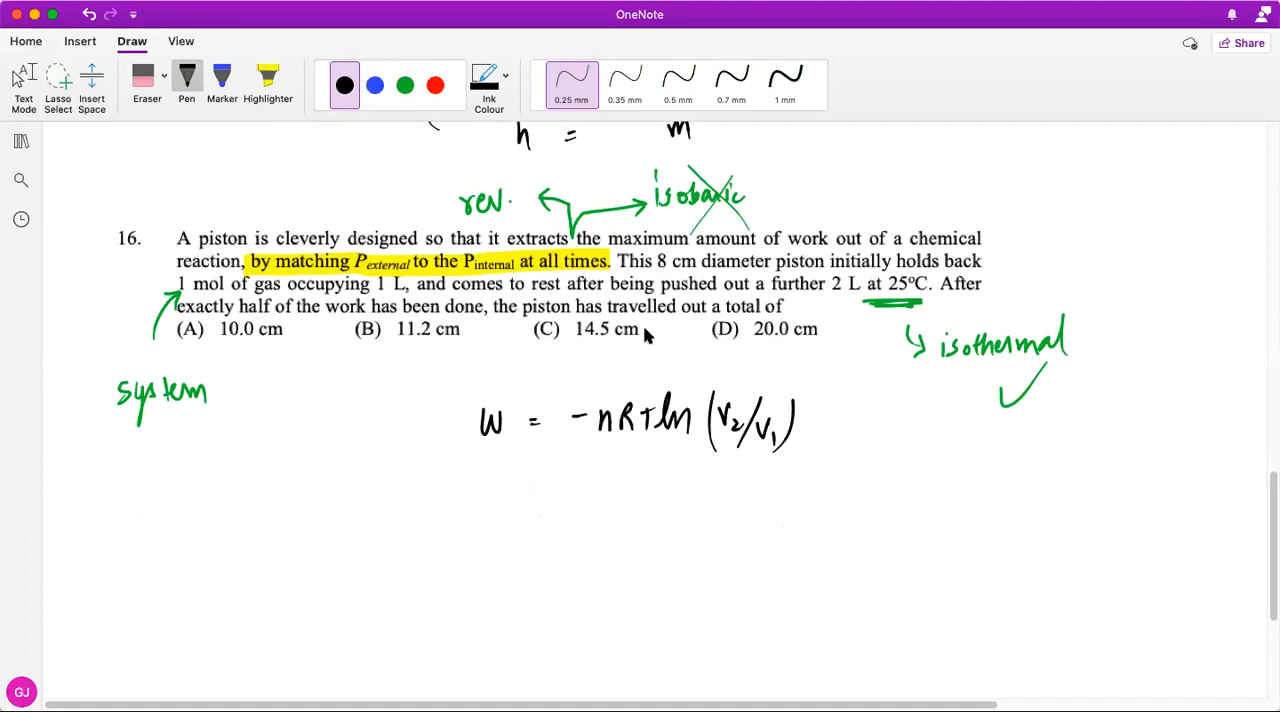 OneNote
Home Insert Draw View
Share
Text Mode
Lasso Select
Insert Space
Eraser
Pen
Marker
Highlighter
Ink Colour
0.25 mm
0.35 mm
0.5 mm
0.7 mm
1 mm
h = m
rev. isobaric
16. A piston is cleverly designed so that it extracts the maximum amount of work out of a chemical
reaction, by matching Pexternal to the Pinternal at all times. This 8 cm diameter piston initially holds back
1 mol of gas occupying 1 L, and comes to rest after being pushed out a further 2 L at 25°C. After
exactly half of the work has been done, the piston has travelled out a total of
(A) 10.0 cm (B) 11.2 cm (C) 14.5 cm (D) 20.0 cm
isothermal
system
W = -nRT ln (V2/V1)
GJ